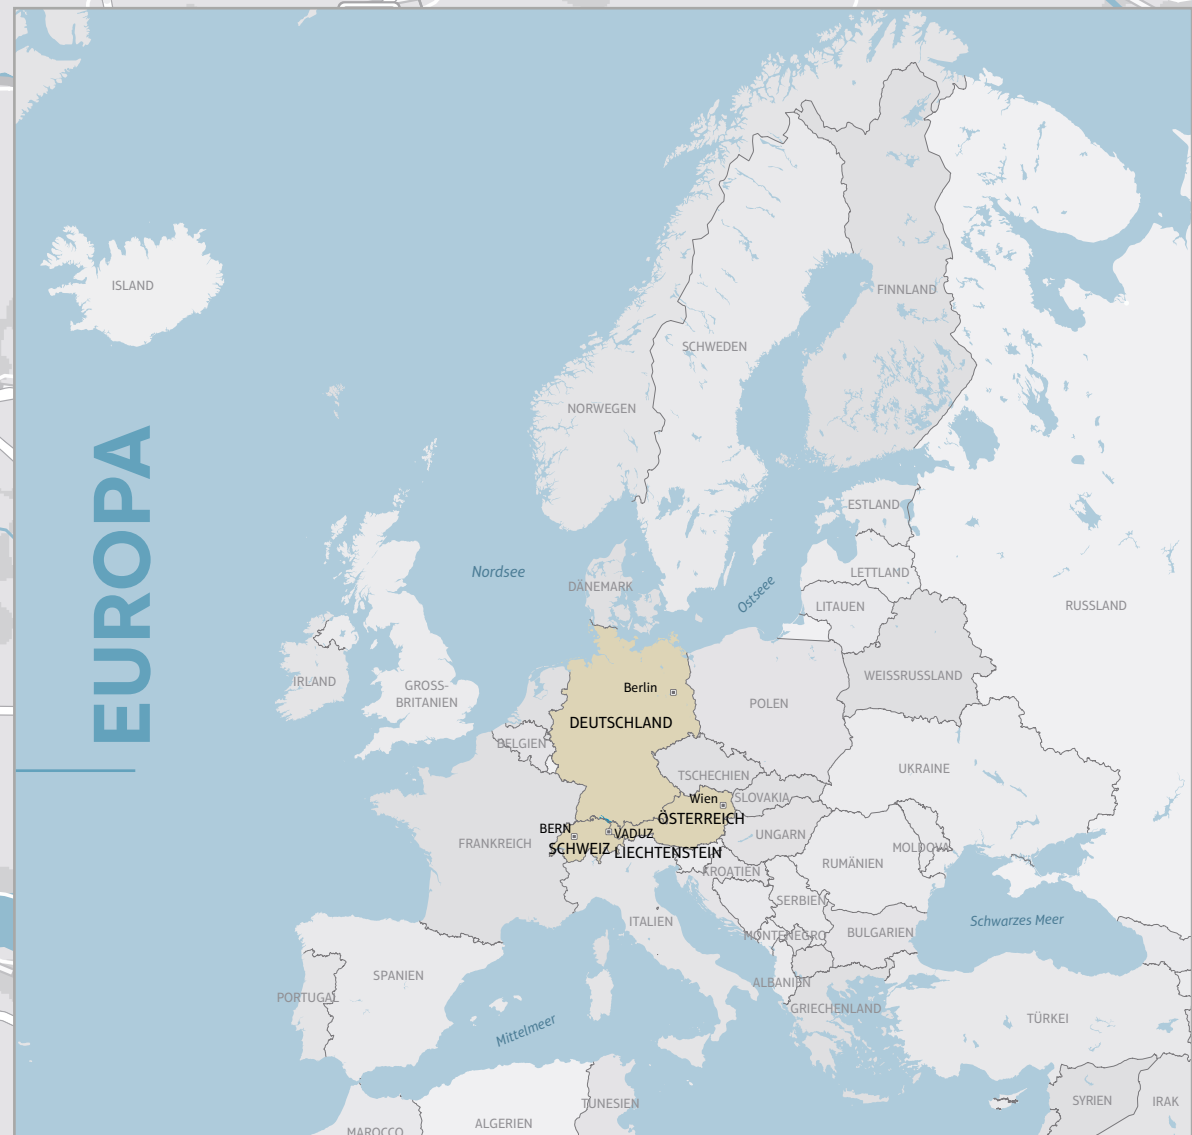 EUROPA
ISLAND
FINNLAND
SCHWEDEN
NORWEGEN
ESTLAND
Nordsee
DÄNEMARK
Ostseee
LETTLAND
LITAUEN
RUSSLAND
IRLAND
GROSS-
BRITANIEN
Berlin
DEUTSCHLAND
POLEN
WEISSRUSSLAND
BELGIEN
TSCHECHIEN
UKRAINE
Wien
SLOVAKIA
ÖSTERREICH
BERN
VADUZ
SCHWEIZ
LIECHTENSTEIN
UNGARN
FRANKREICH
MOLDOVA
RUMÄNIEN
KROATIEN
SERBIEN
ITALIEN
MONTENEGRO
BULGARIEN
Schwarzes Meer
SPANIEN
PORTUGAL
ALBANIEN
GRIECHENLAND
TÜRKEI
Mittelmeer
TUNESIEN
SYRIEN
IRAK
ALGERIEN
MAROCCO